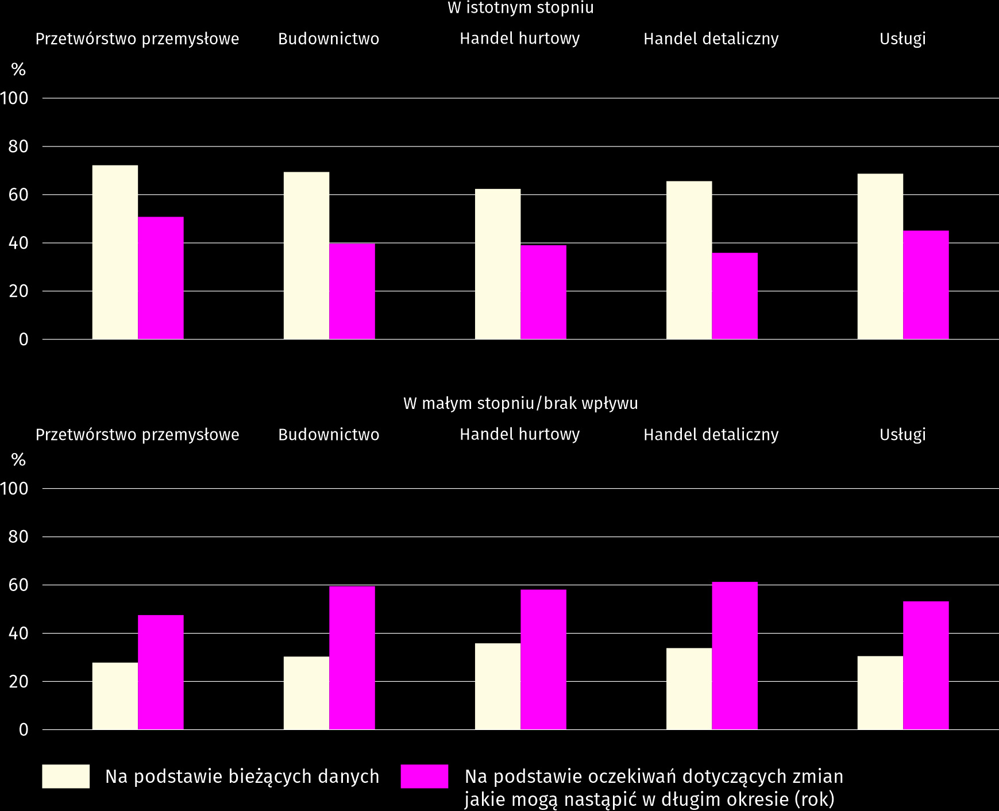 W istotnym stopniu
Przetwórstwo przemysłowe Budownictwo Handel hurtowy Handel detaliczny Usługi
%
100
80
60
40
20
0
W małym stopniu/brak wpływu
Przetwórstwo przemysłowe Budownictwo Handel hurtowy Handel detaliczny Usługi
%
100
80
60
40
20
0
Na podstawie bieżących danych Na podstawie oczekiwań dotyczących zmian
jakie mogą nastąpić w długim okresie (rok)